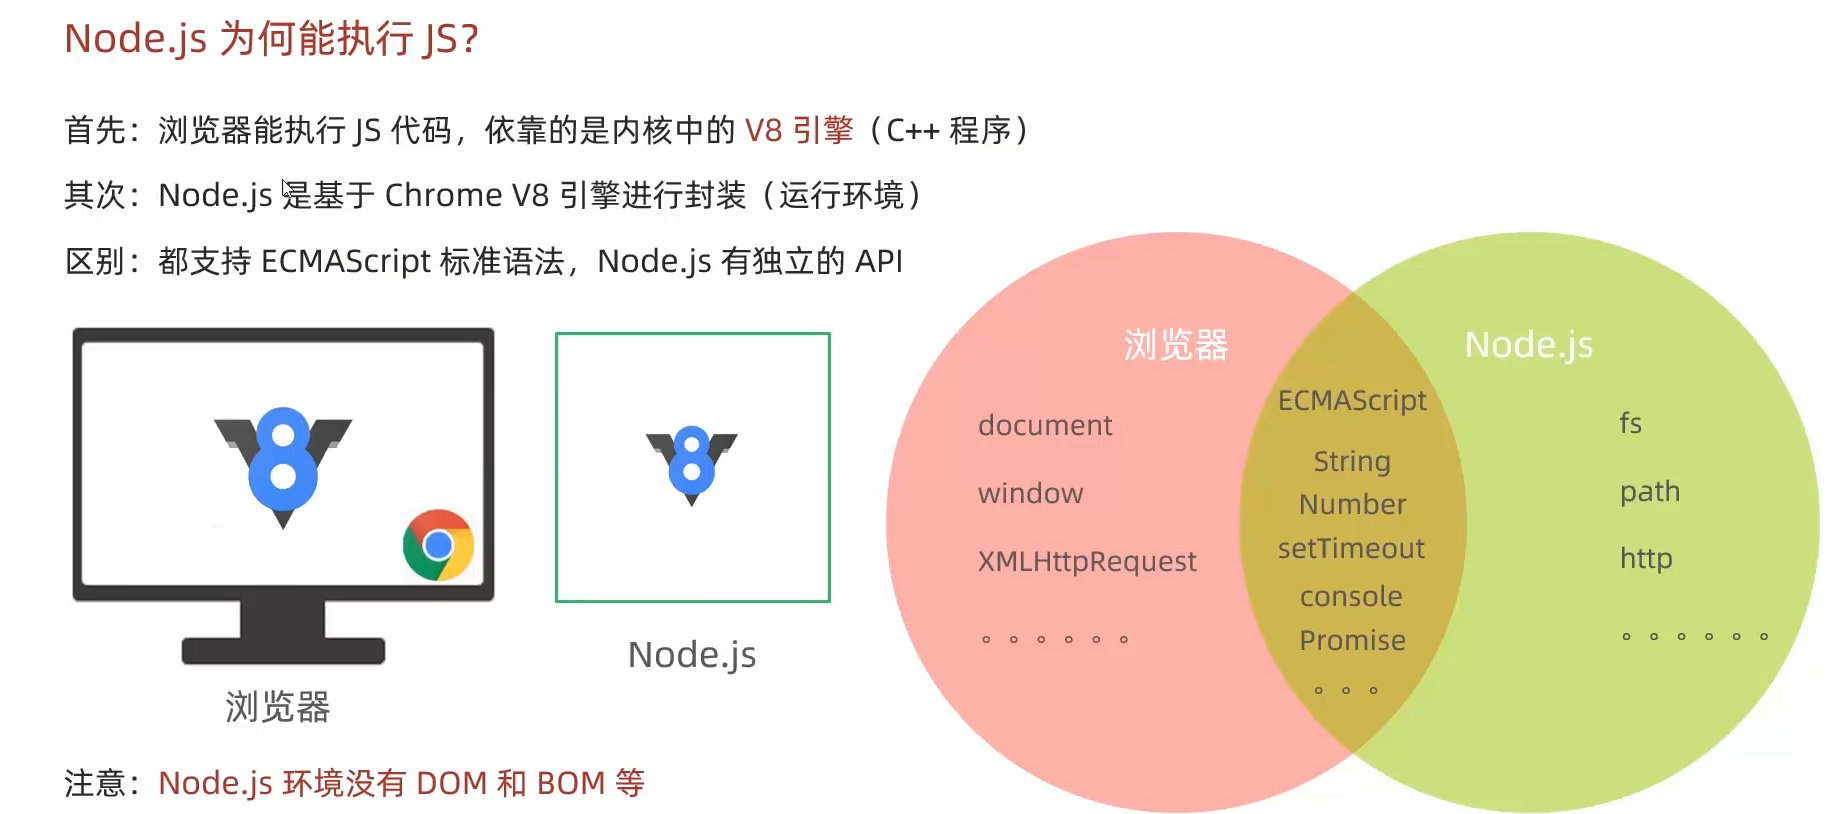 Node.js 为何能执行 JS?
首先：浏览器能执行 JS 代码，依靠的是内核中的 V8 引擎（C++ 程序）
其次：Node.js 是基于 Chrome V8 引擎进行封装（运行环境）
区别：都支持 ECMAScript 标准语法，Node.js 有独立的 API
V8
浏览器
V8
Node.js
浏览器
document
window
XMLHttpRequest
。。。。。。
ECMAScript
String
Number
setTimeout
console
Promise
。。。
Node.js
fs
path
http
。。。。。。
注意：Node.js 环境没有 DOM 和 BOM 等